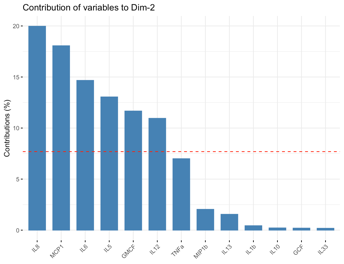 Contribution of variables to Dim-2
Contributions (%)
20
15
10
5
0
IL8
MCP1
IL6
IL5
GMCF
IL12
TNFa
MIP1b
IL13
IL1b
IL10
GCF
IL33